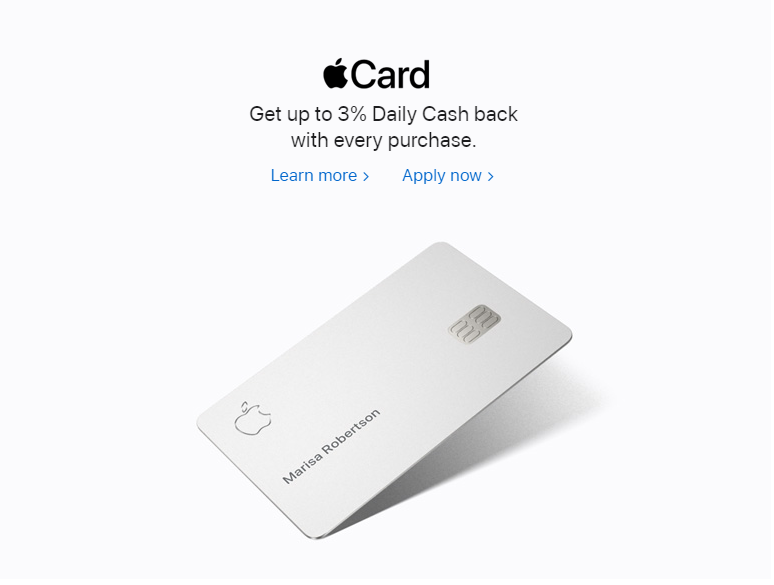 Card
Get up to 3% Daily Cash back
with every purchase.
Learn more >
Apply now >
Marisa Robertson